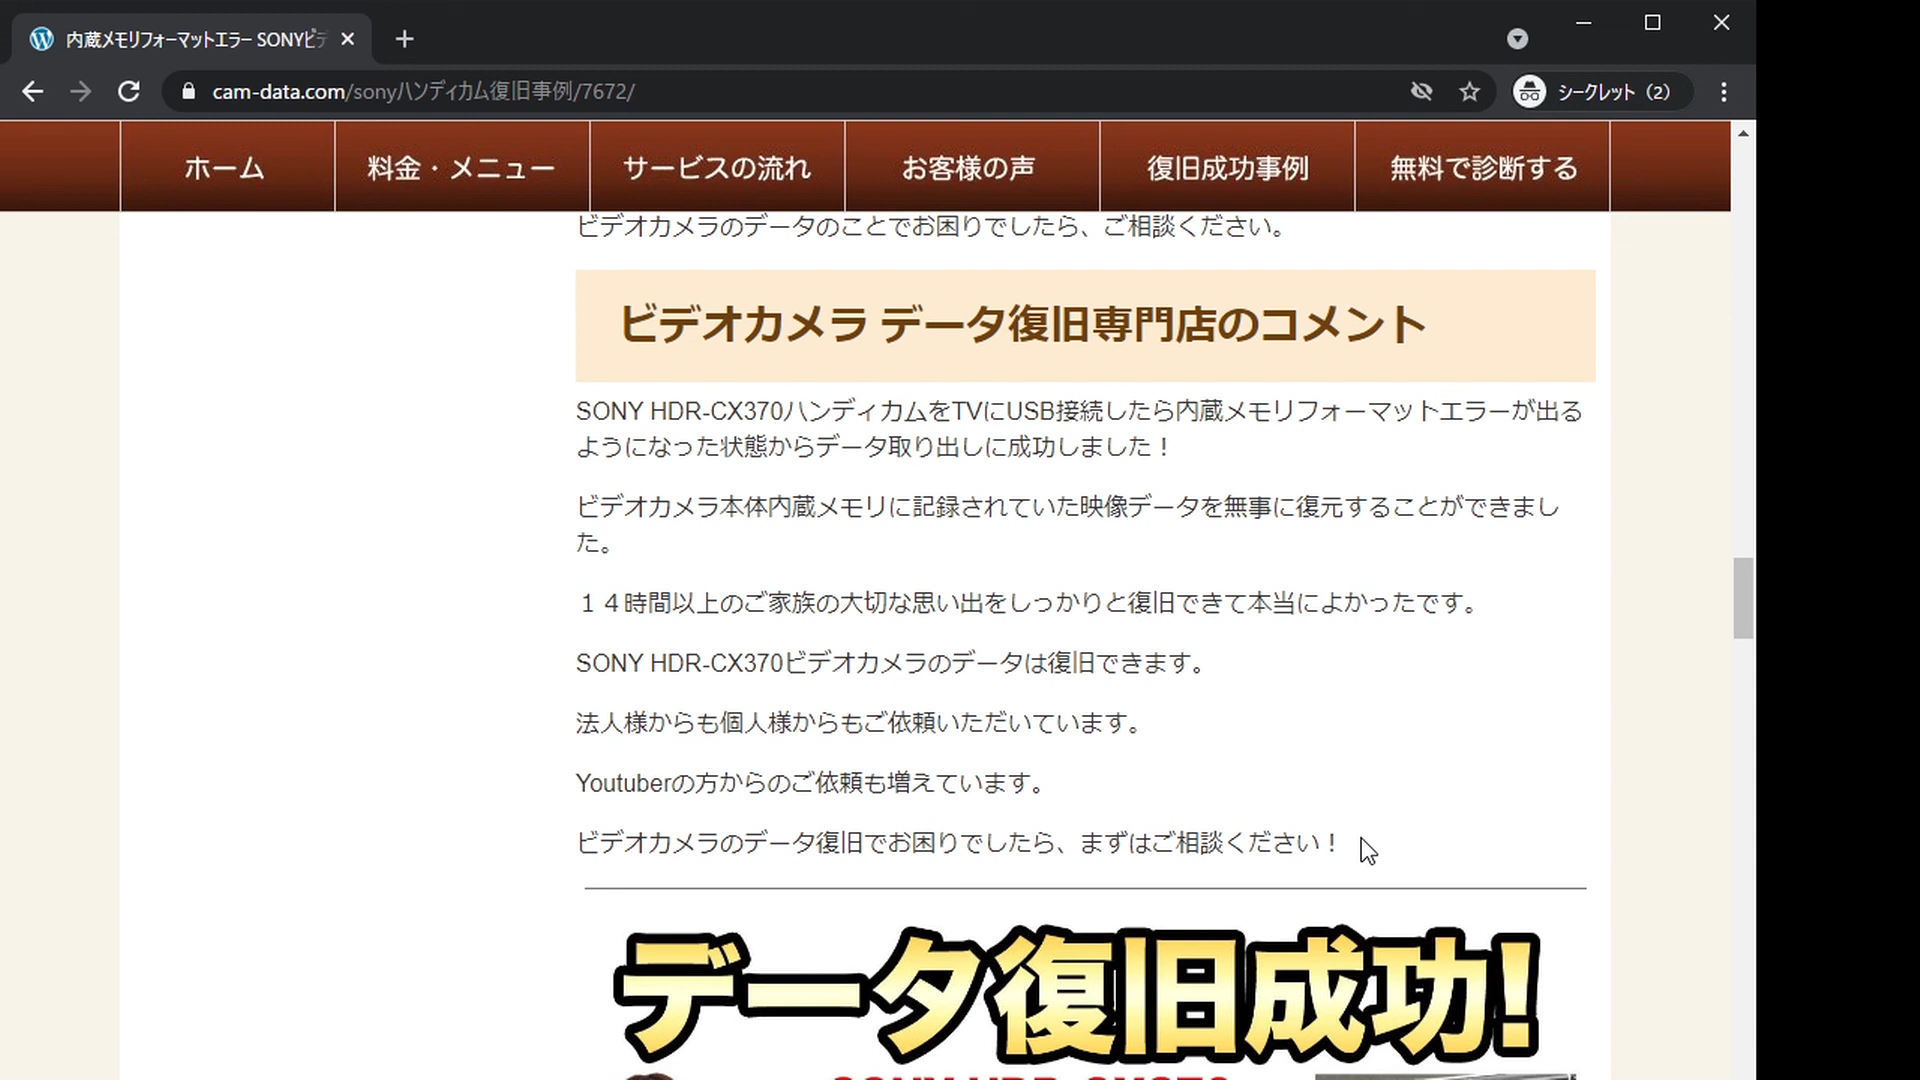 内蔵メモリフォーマットエラー SONYビデ
cam-data.com/sonyハンディカム復旧事例/7672/
シークレット（2）
ホーム
料金・メニュー
サービスの流れ
お客様の声
復旧成功事例
無料で診断する
ビデオカメラのデータのことでお困りでしたら、ご相談ください。
ビデオカメラ データ復旧専門店のコメント
SONY HDR-CX370ハンディカムをTVにUSB接続したら内蔵メモリフォーマットエラーが出る
ようになった状態からデータ取り出しに成功しました！
ビデオカメラ本体内蔵メモリに記録されていた映像データを無事に復元することができまし
た。
１４時間以上のご家族の大切な思い出をしっかりと復旧できて本当によかったです。
SONY HDR-CX370ビデオカメラのデータは復旧できます。
法人様からも個人様からもご依頼いただいています。
Youtuberの方からのご依頼も増えています。
ビデオカメラのデータ復旧でお困りでしたら、まずはご相談ください！
データ復旧成功!